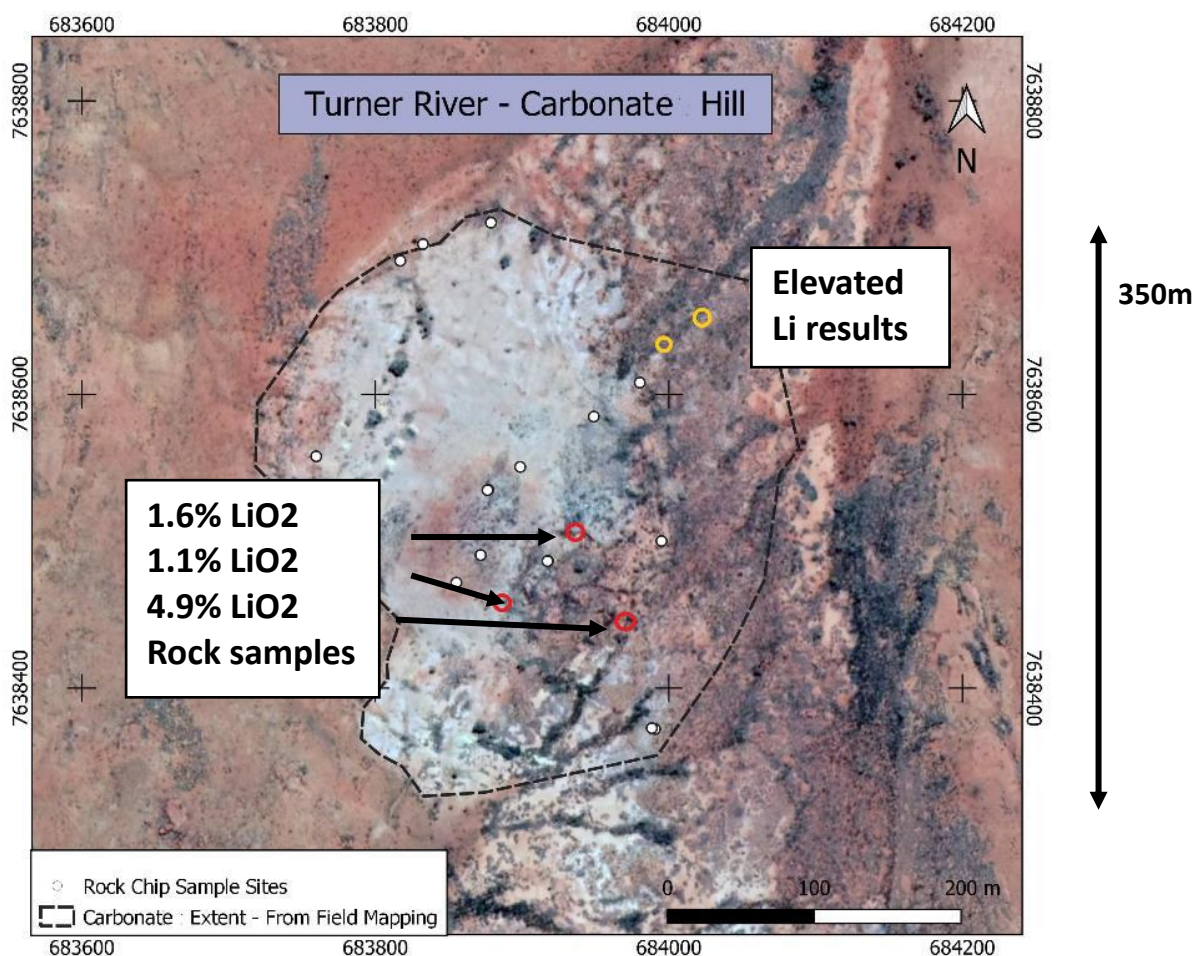 683600 683800 684000 684200
7638800 7638800
Turner River - Carbonate Hill
N
Elevated
Li results
350m
7638600 7638600
1.6% LiO2
1.1% LiO2
4.9% LiO2
Rock samples
7638400 7638400
Rock Chip Sample Sites
Carbonate Extent - From Field Mapping
0 100 200 m
683600 683800 684000 684200